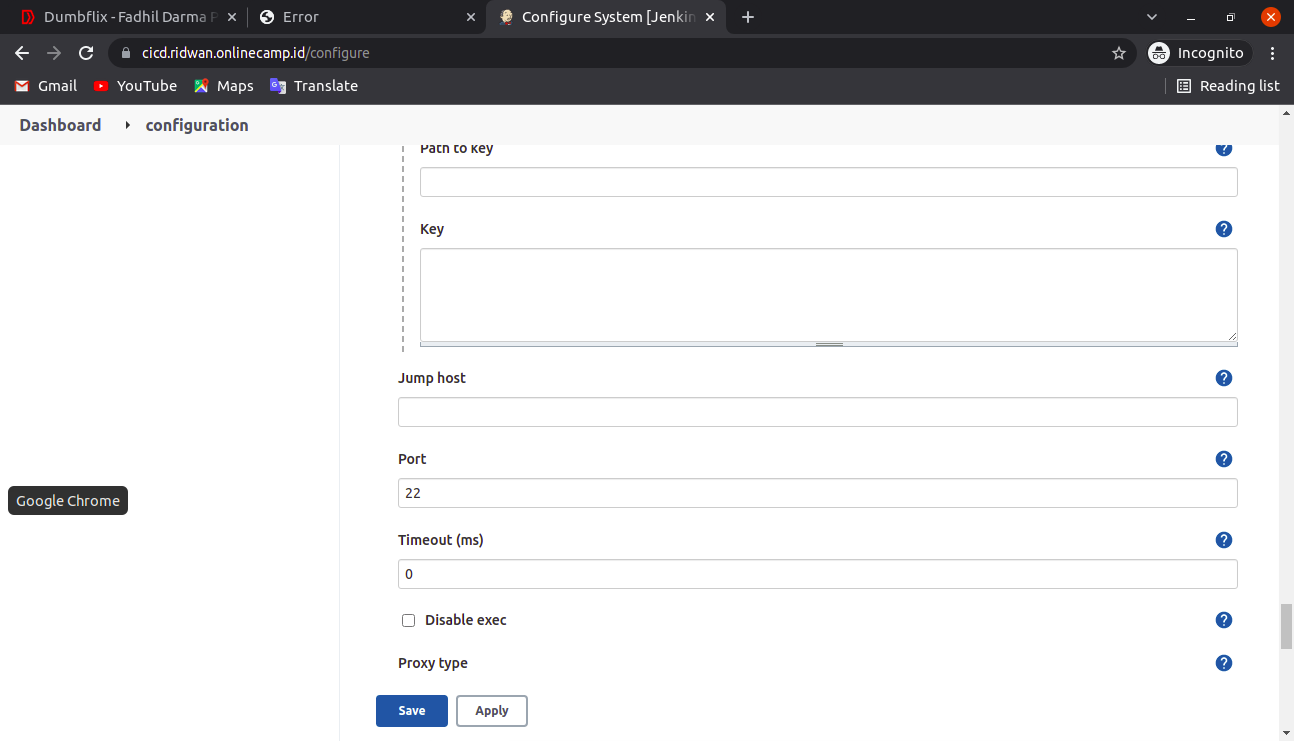 Dumbflix - Fadhil Darma P
Error
Configure System [Jenkin
cicd.ridwan.onlinecamp.id/configure
Incognito
Gmail
YouTube
Maps
Translate
Reading list
Dashboard
configuration
Path to key
?
Key
?
Jump host
?
Port
?
22
Google Chrome
Timeout (ms)
?
0
Disable exec
?
Proxy type
?
Save
Apply